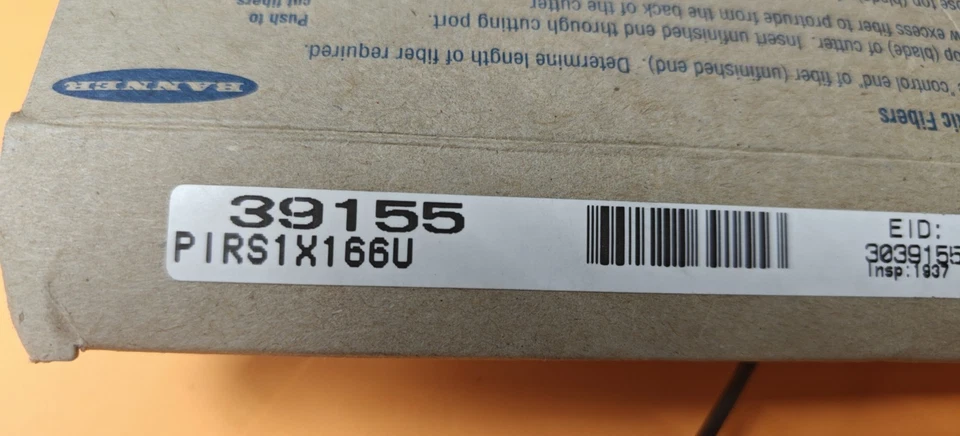 39155
PIRS1X166U
EID:
3039155
Insp:1937
BANNER
ic Fibers
"control end" of fiber (unfinished end). Determine length of fiber required.
op (blade) of cutter. Insert unfinished end through cutting port.
w excess fiber to protrude from the back of the cutter
Push to
cut fibers